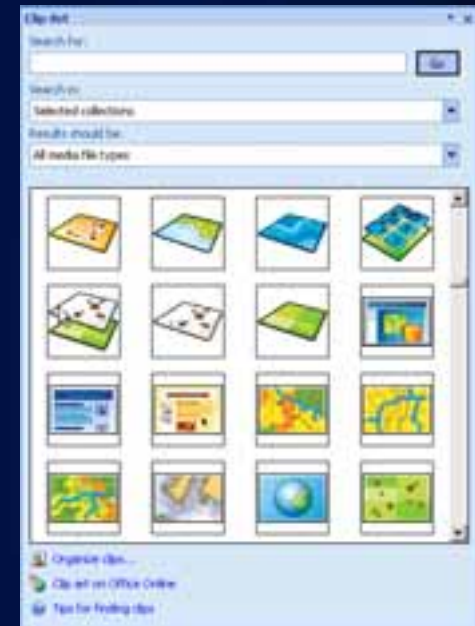 Clip Art
Search for:
Go
Search in:
Selected collections
Results should be:
All media file types
Organize clips...
Clip art on Office Online
Tips for finding clips